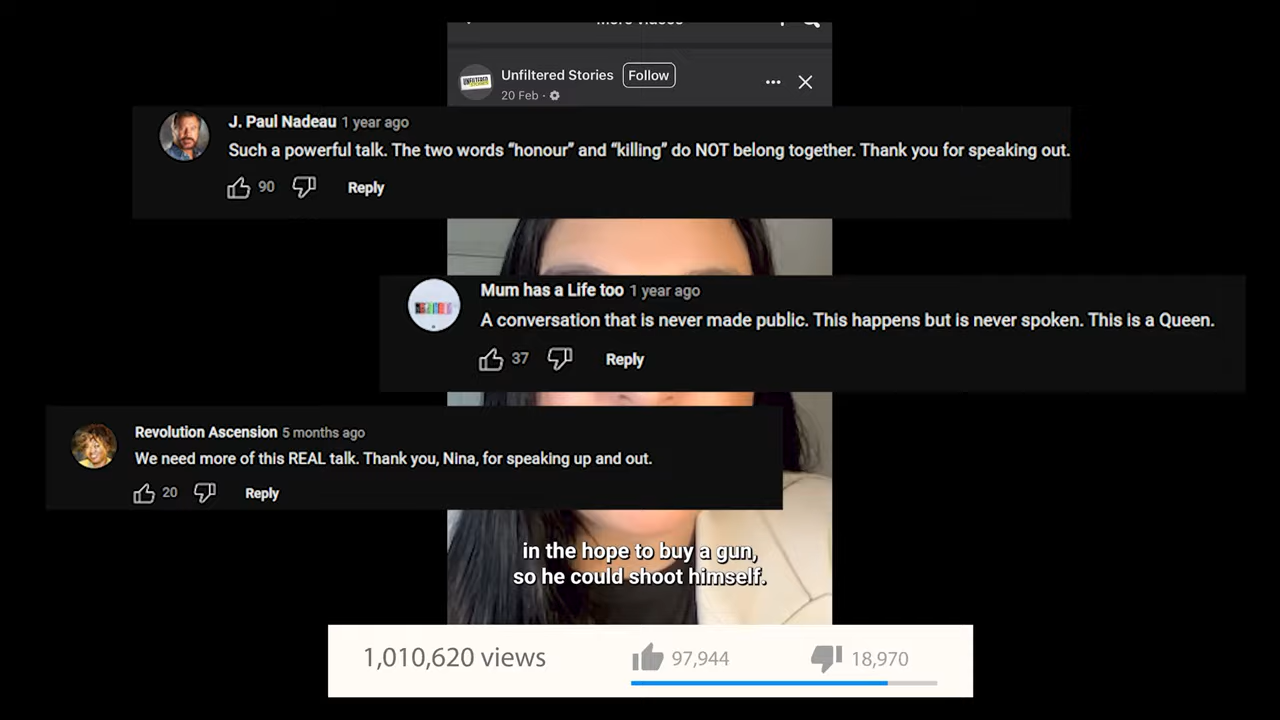 More videos
Unfiltered Stories Follow
20 Feb
UNFILTERED
J. Paul Nadeau 1 year ago
Such a powerful talk. The two words “honour” and “killing” do NOT belong together. Thank you for speaking out.
90 Reply
Mum has a Life too 1 year ago
A conversation that is never made public. This happens but is never spoken. This is a Queen.
37 Reply
Revolution Ascension 5 months ago
We need more of this REAL talk. Thank you, Nina, for speaking up and out.
20 Reply
in the hope to buy a gun,
so he could shoot himself.
1,010,620 views 97,944 18,970